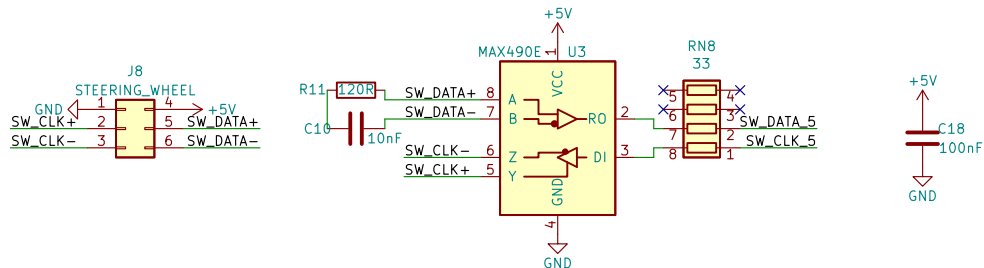 J8
STEERING_WHEEL
GND 1 4 +5V
SW_CLK+ 2 5 SW_DATA+
SW_CLK- 3 6 SW_DATA-
R11 120R
C10 10nF
+5V
MAX490E U3
1
VCC
SW_DATA+ 8 A
SW_DATA- 7 B
RO 2
SW_CLK- 6 Z
DI 3
SW_CLK+ 5 Y
GND
4
GND
RN8
33
5 4
6 3
7 2 SW_DATA_5
8 1 SW_CLK_5
+5V
C18
100nF
GND